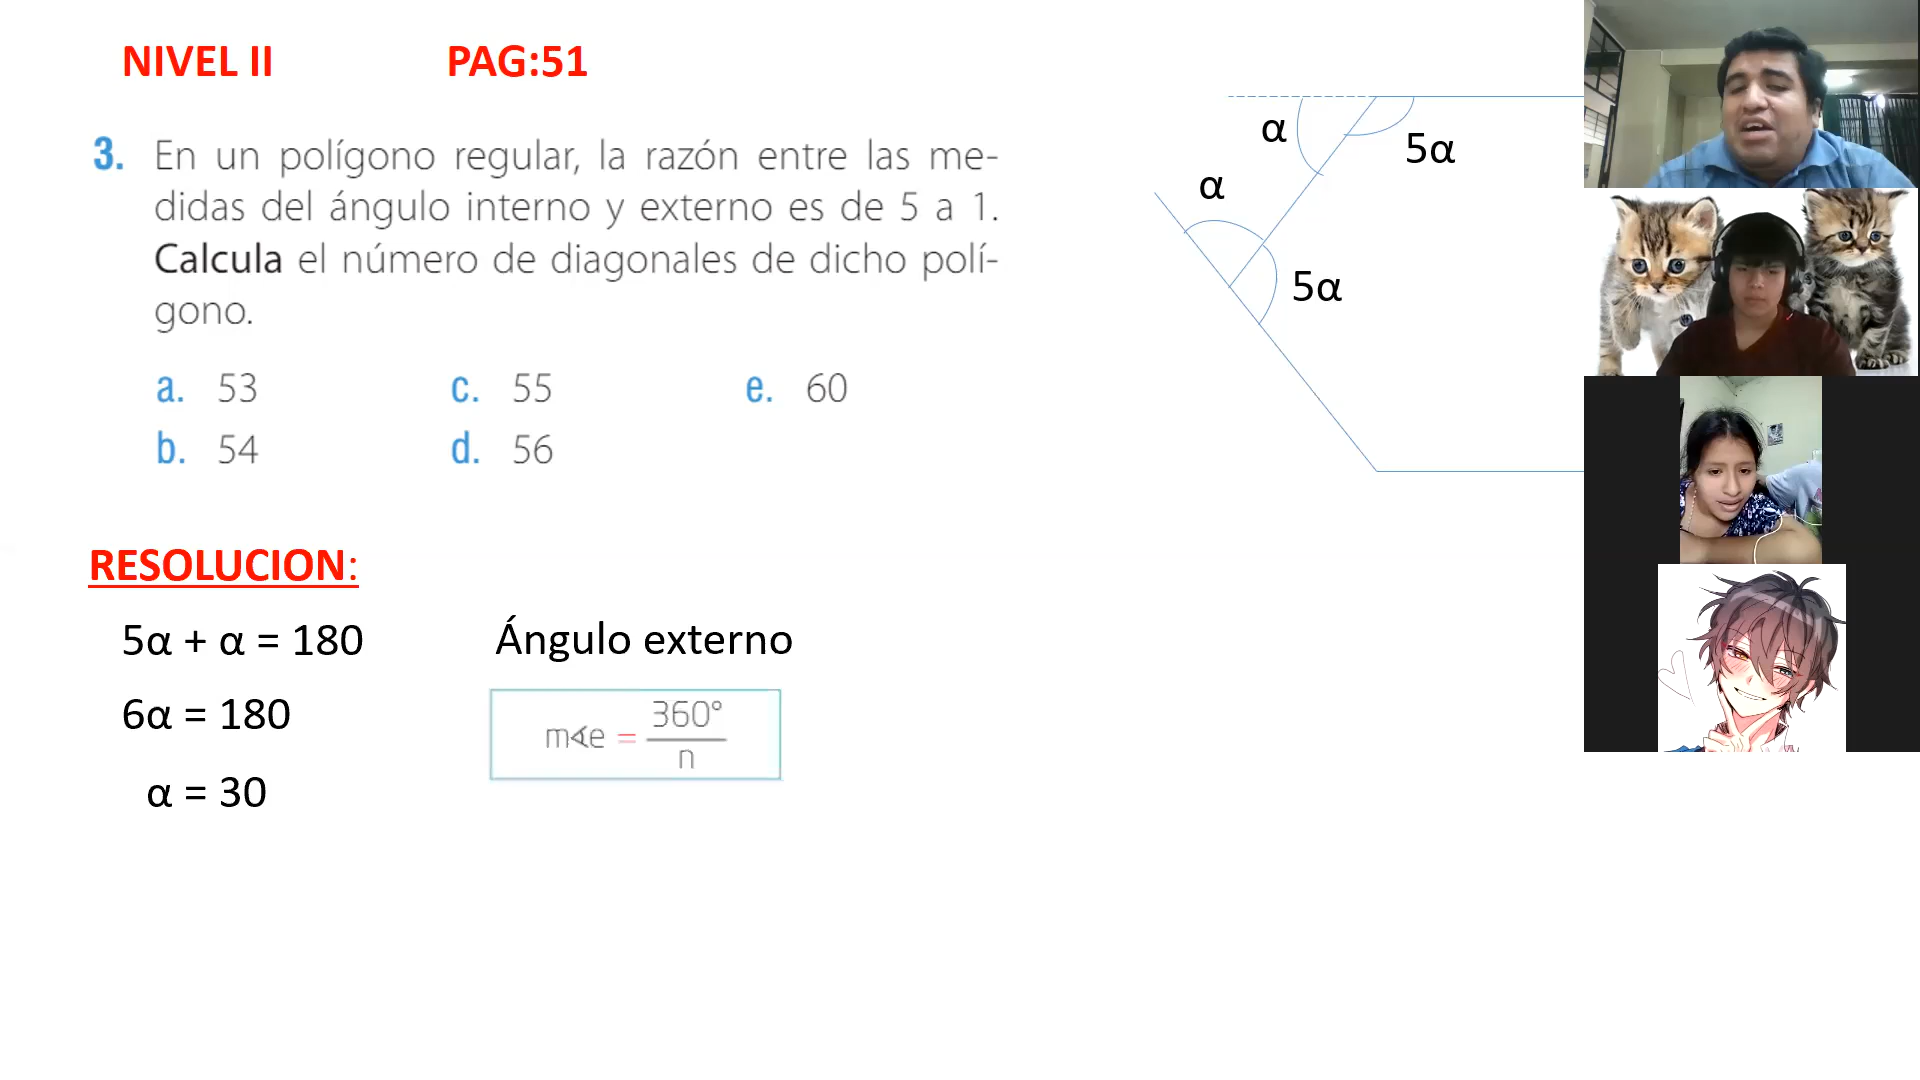 NIVEL II PAG:51
3. En un polígono regular, la razón entre las me-
didas del ángulo interno y externo es de 5 a 1.
Calcula el número de diagonales de dicho polí-
gono.
a. 53 c. 55 e. 60
b. 54 d. 56
α
5α
α
5α
RESOLUCION:
5α + α = 180 Ángulo externo
6α = 180
m∢e = 360°/n
α = 30